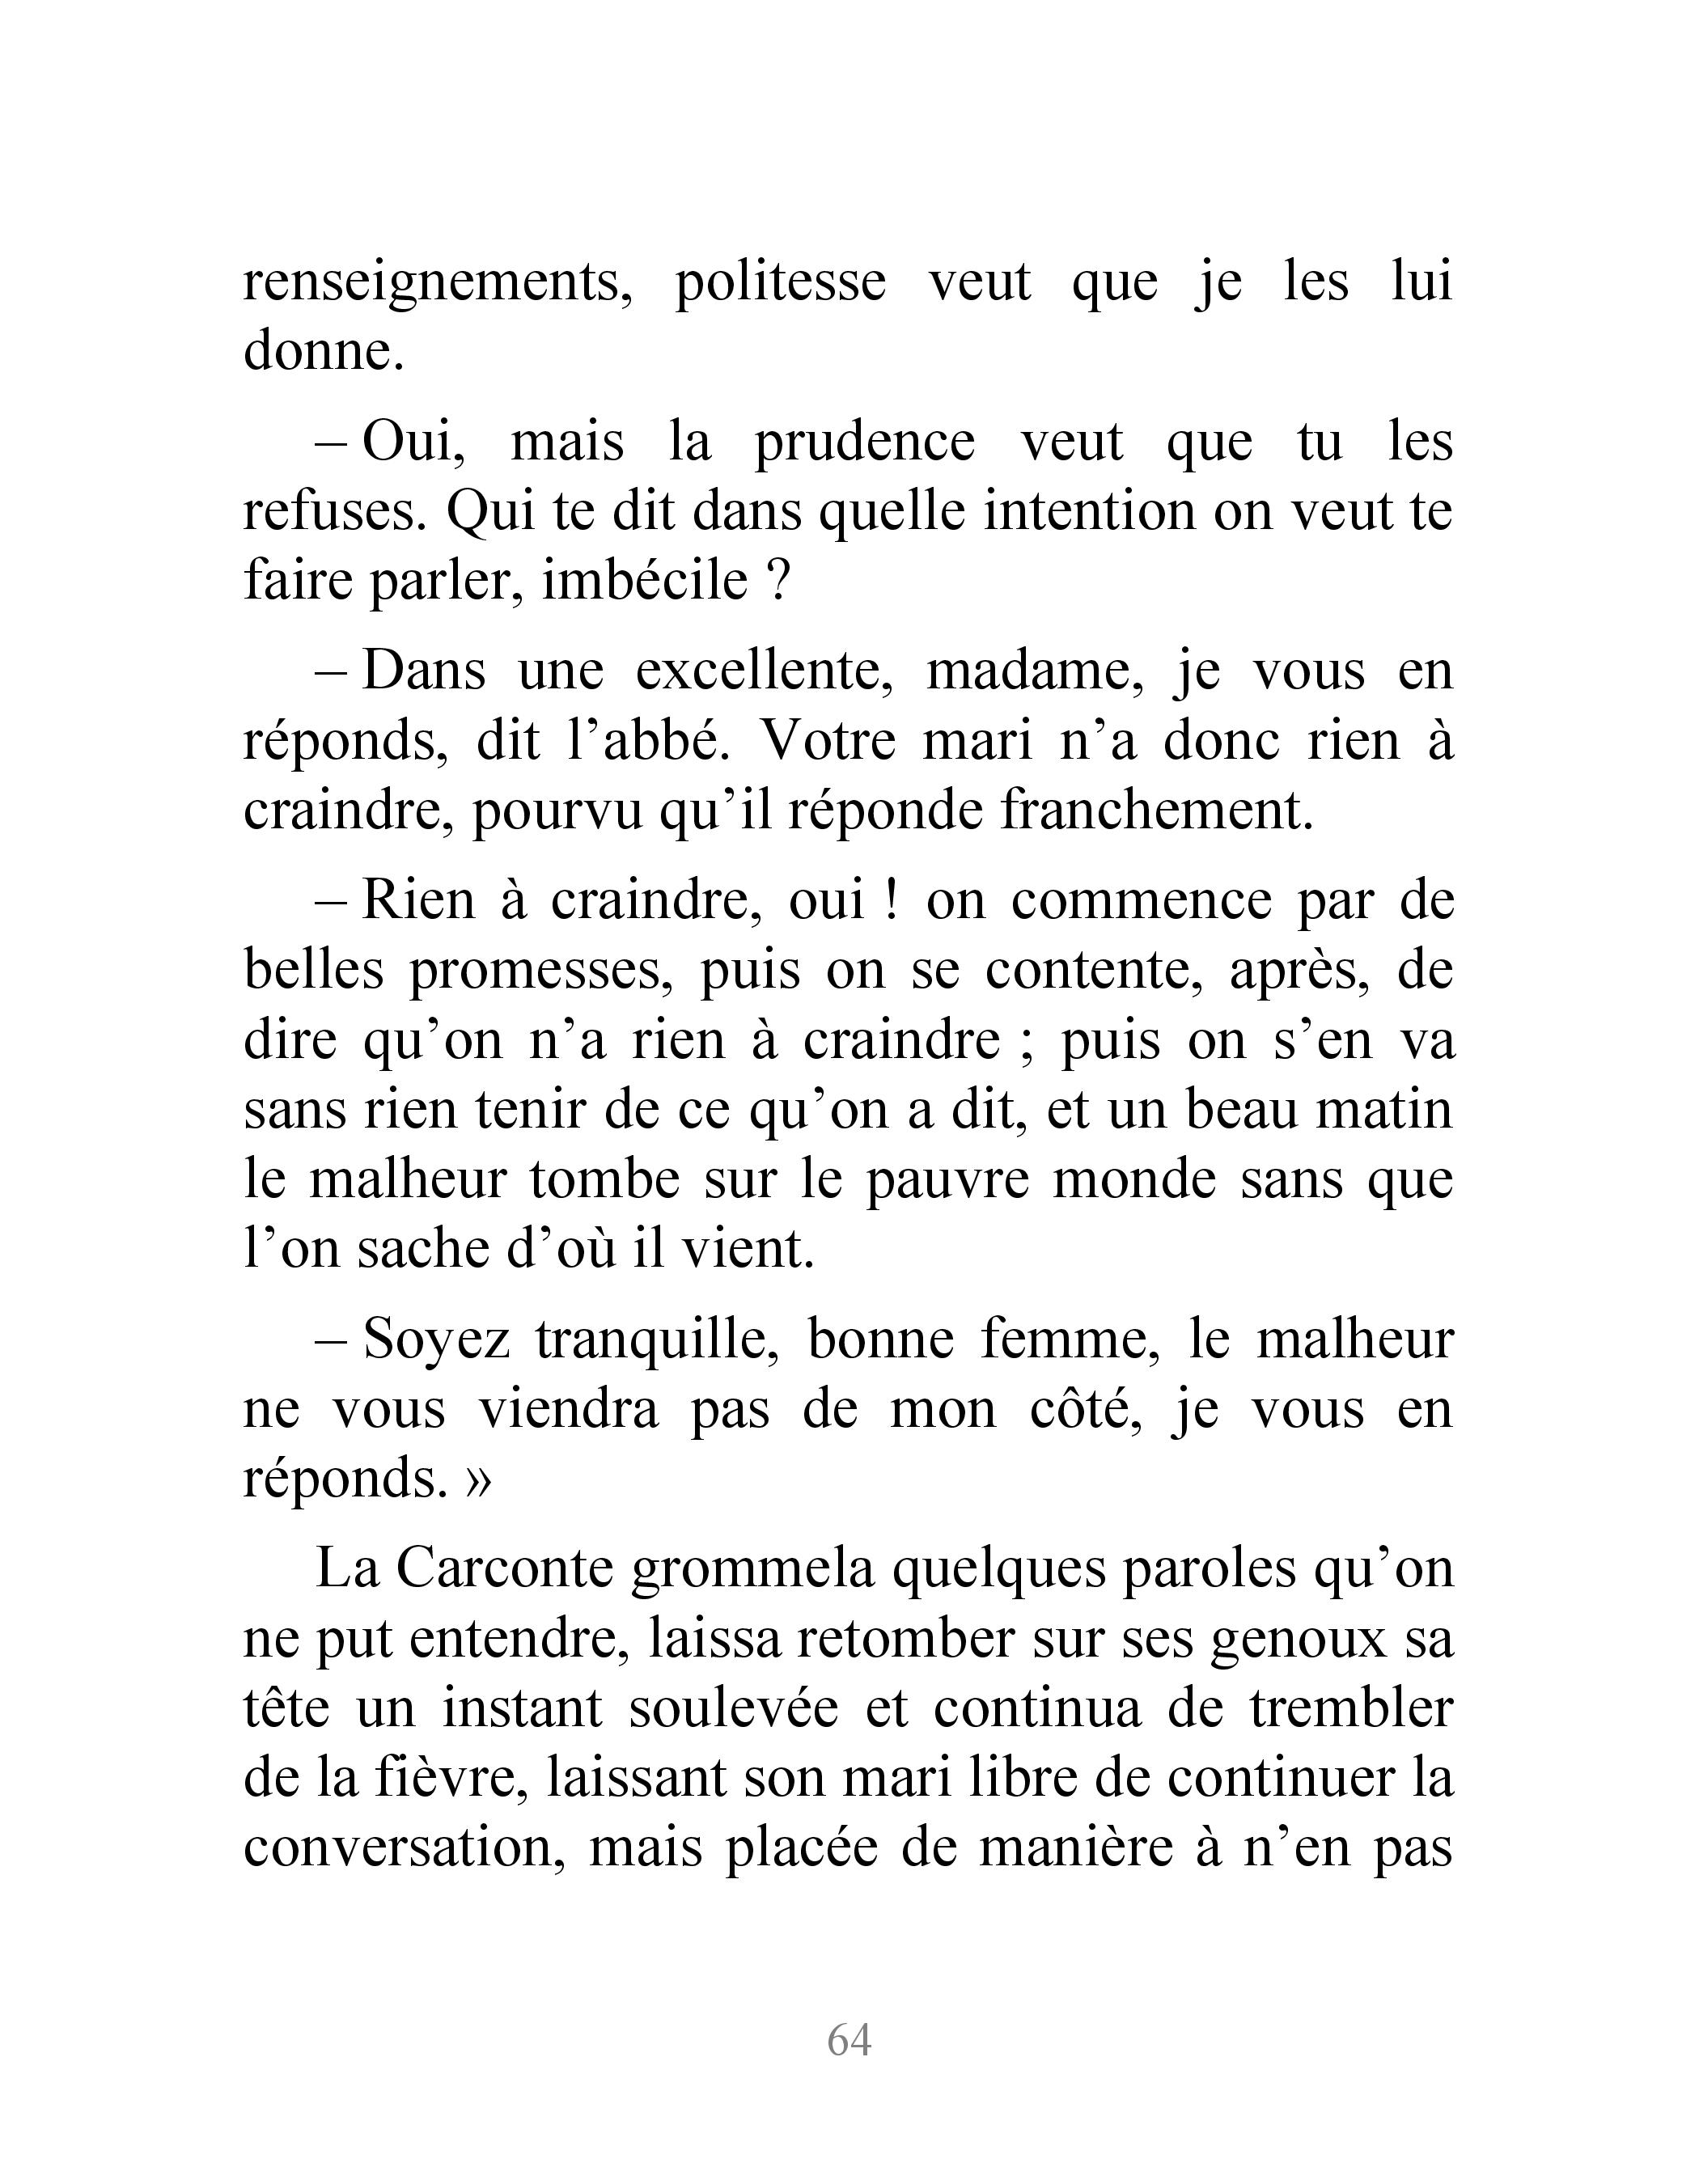 renseignements, politesse veut que je les lui
donne.
– Oui, mais la prudence veut que tu les
refuses. Qui te dit dans quelle intention on veut te
faire parler, imbécile ?
– Dans une excellente, madame, je vous en
réponds, dit l’abbé. Votre mari n’a donc rien à
craindre, pourvu qu’il réponde franchement.
– Rien à craindre, oui ! on commence par de
belles promesses, puis on se contente, après, de
dire qu’on n’a rien à craindre ; puis on s’en va
sans rien tenir de ce qu’on a dit, et un beau matin
le malheur tombe sur le pauvre monde sans que
l’on sache d’où il vient.
– Soyez tranquille, bonne femme, le malheur
ne vous viendra pas de mon côté, je vous en
réponds. »
La Carconte grommela quelques paroles qu’on
ne put entendre, laissa retomber sur ses genoux sa
tête un instant soulevée et continua de trembler
de la fièvre, laissant son mari libre de continuer la
conversation, mais placée de manière à n’en pas
64